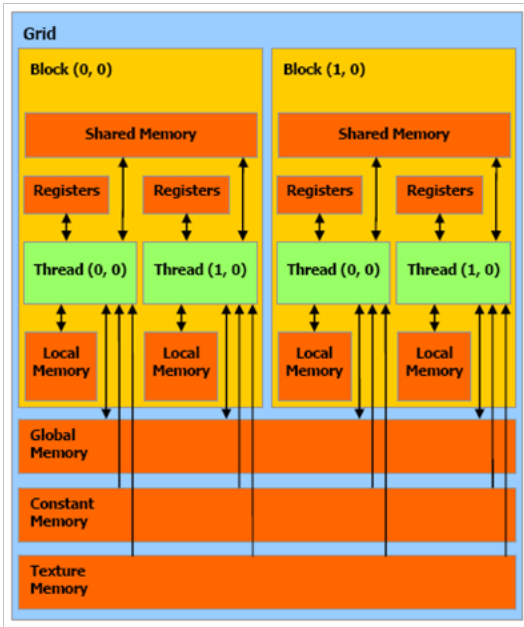 Grid
Block (0, 0)
Block (1, 0)
Shared Memory
Shared Memory
Registers
Registers
Registers
Registers
Thread (0, 0)
Thread (1, 0)
Thread (0, 0)
Thread (1, 0)
Local
Memory
Local
Memory
Local
Memory
Local
Memory
Global
Memory
Constant
Memory
Texture
Memory